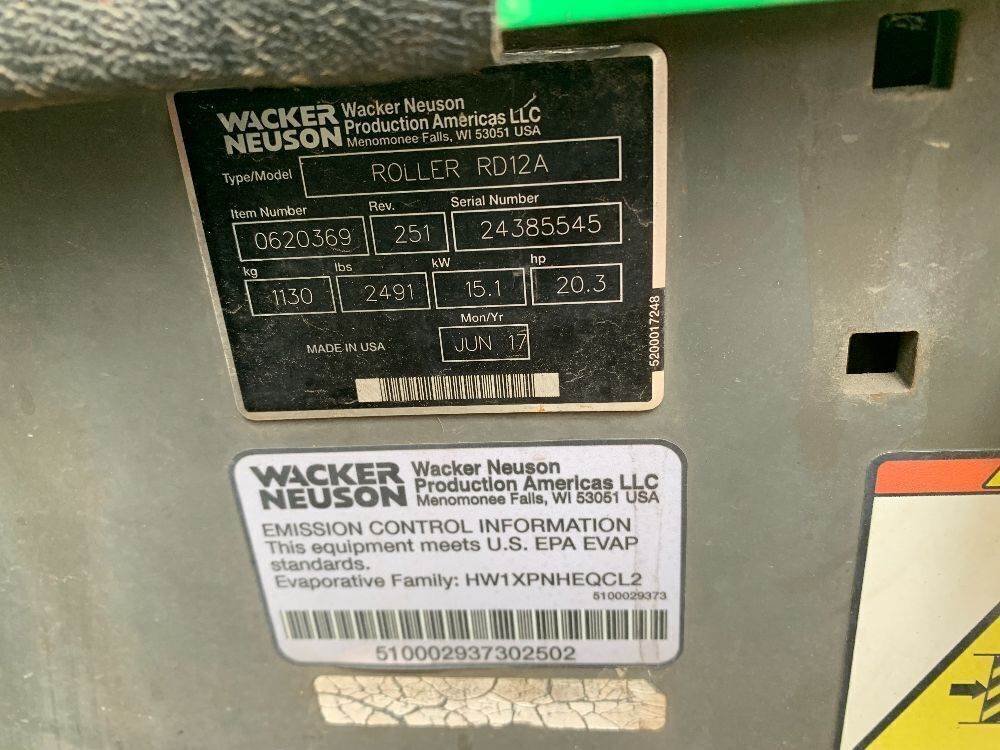 WACKER NEUSON
Wacker Neuson
Production Americas LLC
Menomonee Falls, WI 53051 USA
Type/Model ROLLER RD12A
Item Number Rev. Serial Number
0620369 251 24385545
kg lbs kW hp
1130 2491 15.1 20.3
Mon/Yr
MADE IN USA JUN 17
5200017248
WACKER NEUSON
Wacker Neuson
Production Americas LLC
Menomonee Falls, WI 53051 USA
EMISSION CONTROL INFORMATION
This equipment meets U.S. EPA EVAP
standards.
Evaporative Family: HW1XPNHEQCL2
5100029373
510002937302502